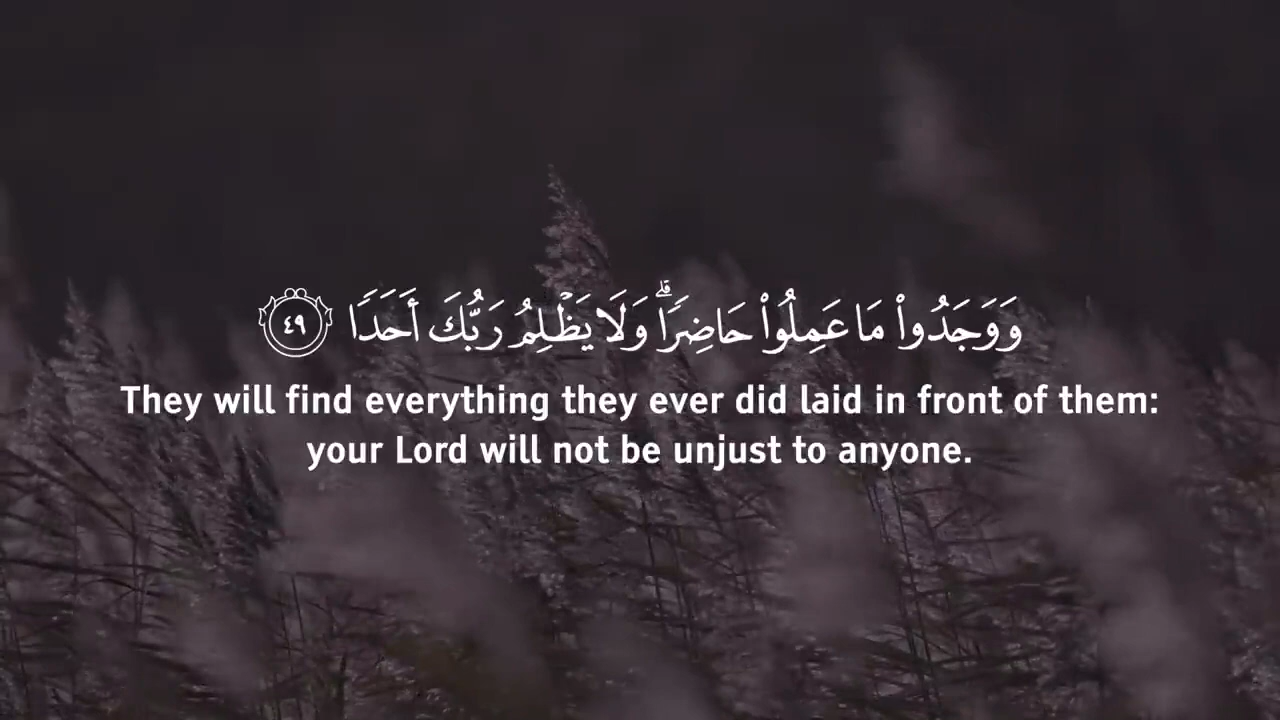 وَوَجَدُوا۟ مَا عَمِلُوا۟ حَاضِرًۭا ۗ وَلَا يَظْلِمُ رَبُّكَ أَحَدًۭا ٤٩
They will find everything they ever did laid in front of them:
your Lord will not be unjust to anyone.